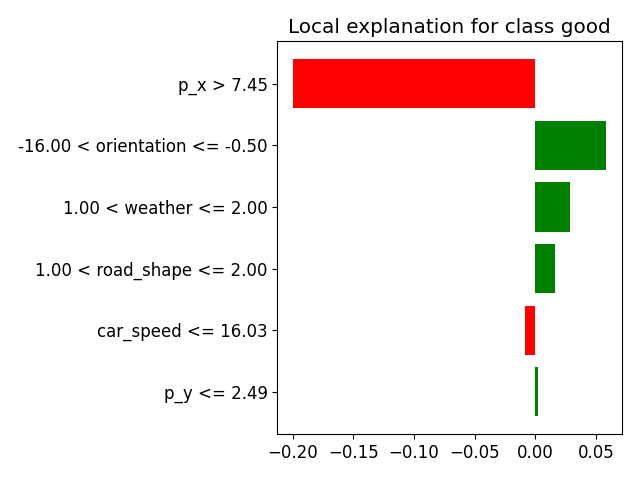 Local explanation for class good
p_x > 7.45
-16.00 < orientation <= -0.50
1.00 < weather <= 2.00
1.00 < road_shape <= 2.00
car_speed <= 16.03
p_y <= 2.49
−0.20 −0.15 −0.10 −0.05 0.00 0.05